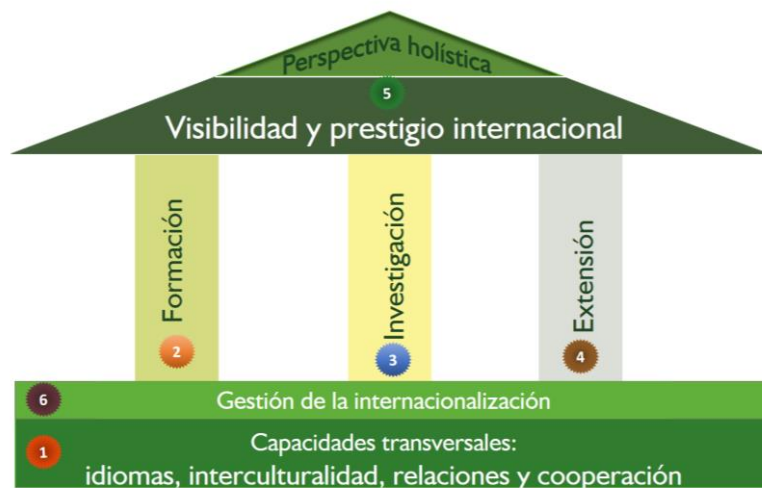 Perspectiva holística
5
Visibilidad y prestigio internacional
Formación
2
Investigación
3
Extensión
4
6
Gestión de la internacionalización
1
Capacidades transversales:
idiomas, interculturalidad, relaciones y cooperación